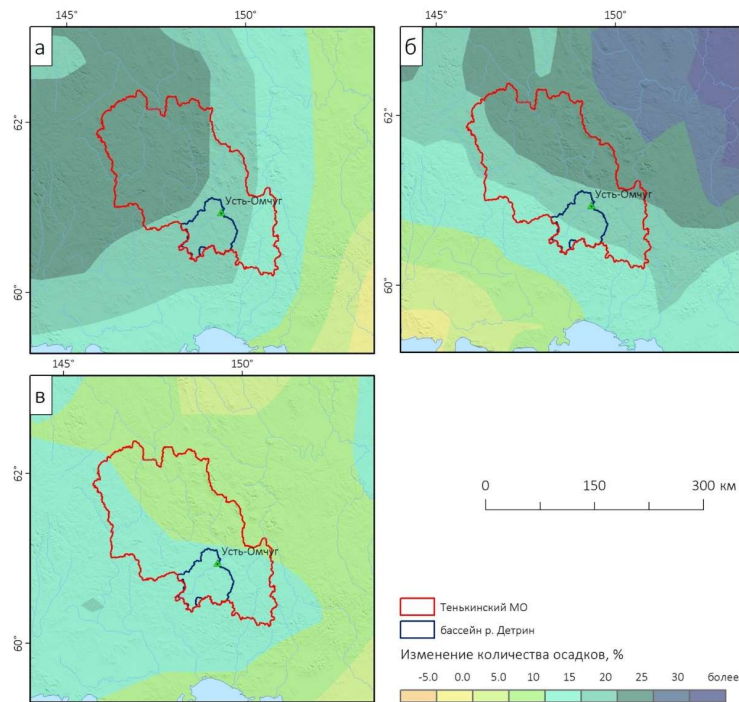 145° 150° 145° 150°
а
б
62°
62°
Усть-Омчуг
Усть-Омчуг
60°
60°
145° 150°
в
62°
0 150 300 км
Усть-Омчуг
Тенькинский МО
бассейн р. Детрин
60°
Изменение количества осадков, %
-5.0 0.0 5.0 10 15 20 25 30 более